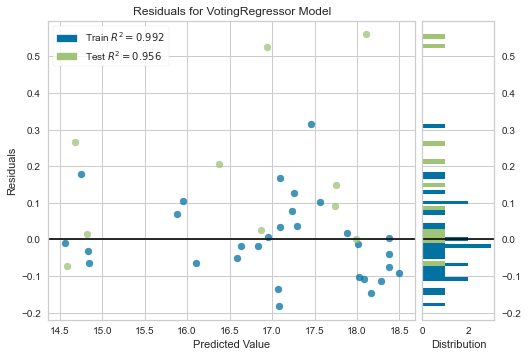 Residuals for VotingRegressor Model
Train R² = 0.992
Test R² = 0.956
Residuals
0.5
0.4
0.3
0.2
0.1
0.0
−0.1
−0.2
14.5 15.0 15.5 16.0 16.5 17.0 17.5 18.0 18.5
Predicted Value
0.5
0.4
0.3
0.2
0.1
0.0
−0.1
−0.2
0 2
Distribution